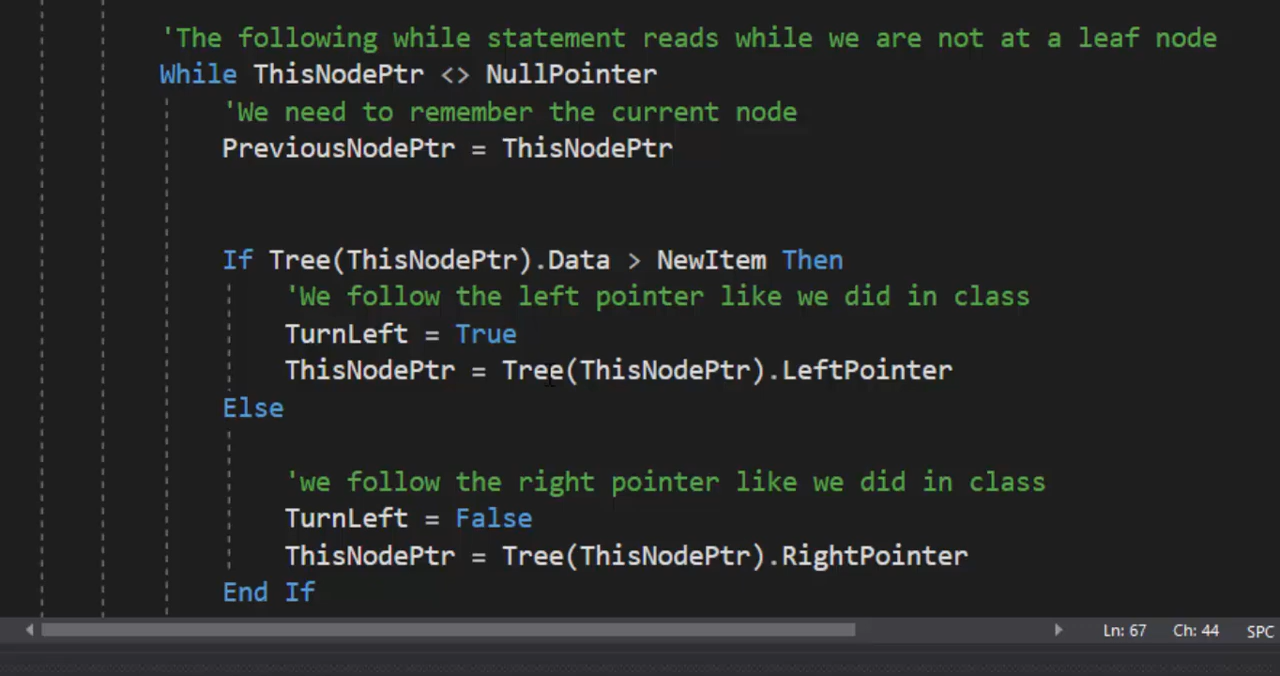 'The following while statement reads while we are not at a leaf node
While ThisNodePtr <> NullPointer
'We need to remember the current node
PreviousNodePtr = ThisNodePtr
If Tree(ThisNodePtr).Data > NewItem Then
'We follow the left pointer like we did in class
TurnLeft = True
ThisNodePtr = Tree(ThisNodePtr).LeftPointer
Else
'we follow the right pointer like we did in class
TurnLeft = False
ThisNodePtr = Tree(ThisNodePtr).RightPointer
End If
Ln: 67 Ch: 44 SPC